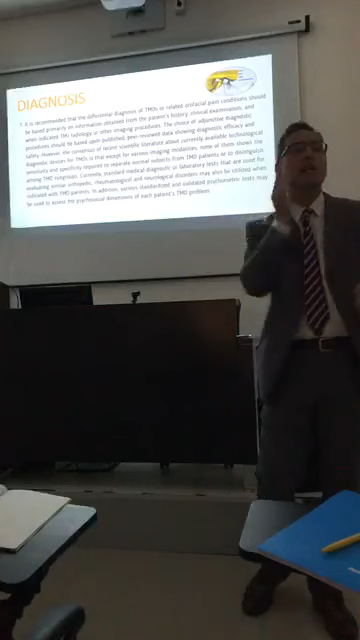 DIAGNOSIS
1. It is recommended that the differential diagnosis of TMDs or related orofacial pain conditions should
be based primarily on information obtained from the patient's history, clinical examination, and
when indicated TMJ radiology or other imaging procedures. The choice of adjunctive diagnostic
procedures should be based upon published, peer-reviewed data showing diagnostic efficacy and
safety. However, the consensus of recent scientific literature about currently available technological
diagnostic devices for TMDs is that except for various imaging modalities, none of them shows the
sensitivity and specificity required to separate normal subjects from TMD patients or to distinguish
among TMD subgroups. Currently, standard medical diagnostic or laboratory tests that are used for
evaluating similar orthopedic, rheumatological and neurological disorders may also be utilized when
indicated with TMD patients. In addition, various standardized and validated psychometric tests may
be used to assess the psychosocial dimensions of each patient's TMD problem.